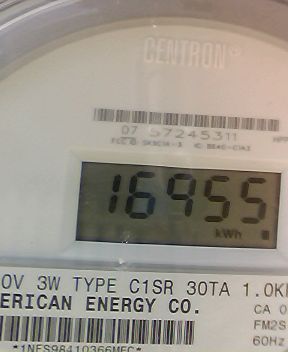 CENTRON®
07 57245311
16955
kWh
0V 3W TYPE C1SR 30TA 1.0K
ERICAN ENERGY CO.
CA 0
FM2S
60Hz
*1NFS98410366MEC*